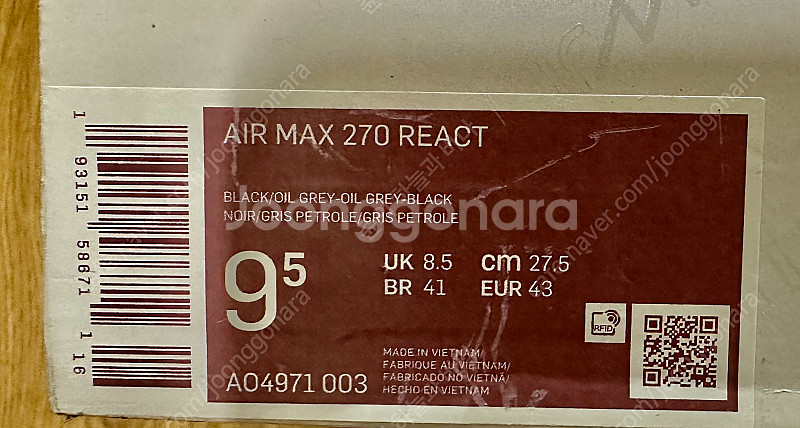 AIR MAX 270 REACT
BLACK/OIL GREY-OIL GREY-BLACK
NOIR/GRIS PETROLE/GRIS PETROLE
Joonggonara
9⁵
UK 8.5 cm 27.5
BR 41 EUR 43
RFID
MADE IN VIETNAM/
FABRIQUE AU VIETNAM/
FABRICADO NO VIETNÃ/
HECHO EN VIETNAM
AO4971 003
1 93151 58671 1 16